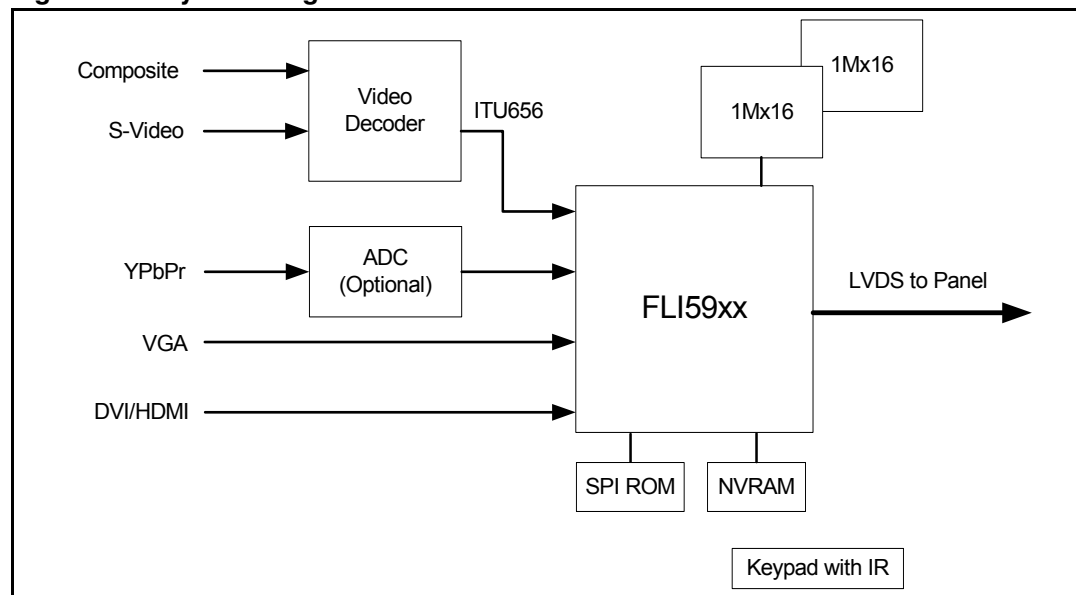 Composite
S-Video
Video
Decoder
ITU656
1Mx16
1Mx16
YPbPr
ADC
(Optional)
VGA
DVI/HDMI
FLI59xx
LVDS to Panel
SPI ROM
NVRAM
Keypad with IR